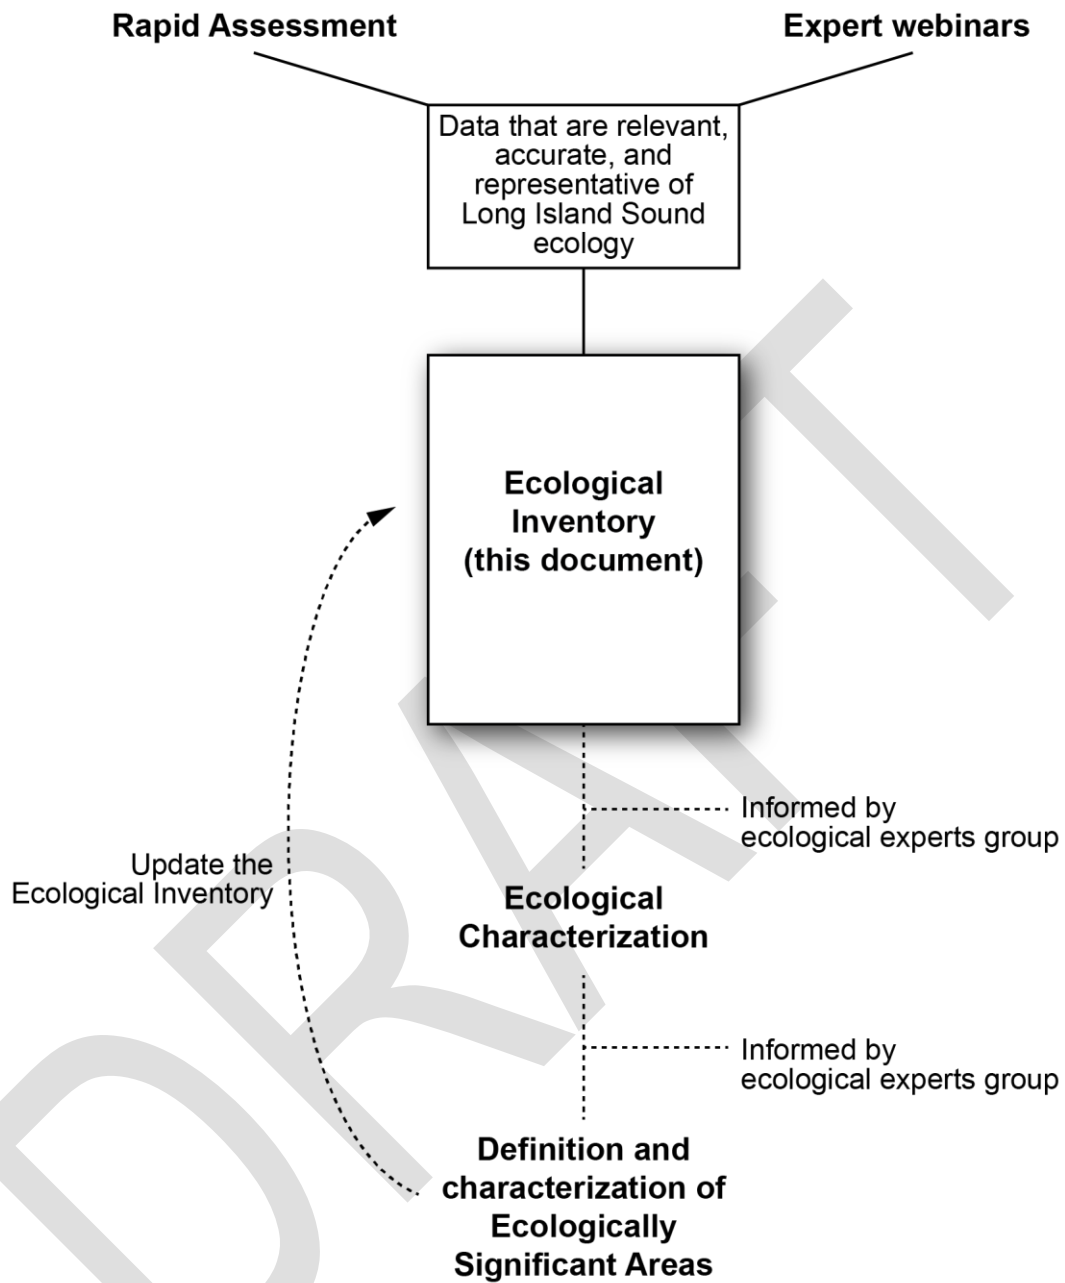 Rapid Assessment
Expert webinars
Data that are relevant,
accurate, and
representative of
Long Island Sound
ecology
Ecological
Inventory
(this document)
Informed by
ecological experts group
Update the
Ecological Inventory
Ecological
Characterization
Informed by
ecological experts group
Definition and
characterization of
Ecologically
Significant Areas
DRAFT